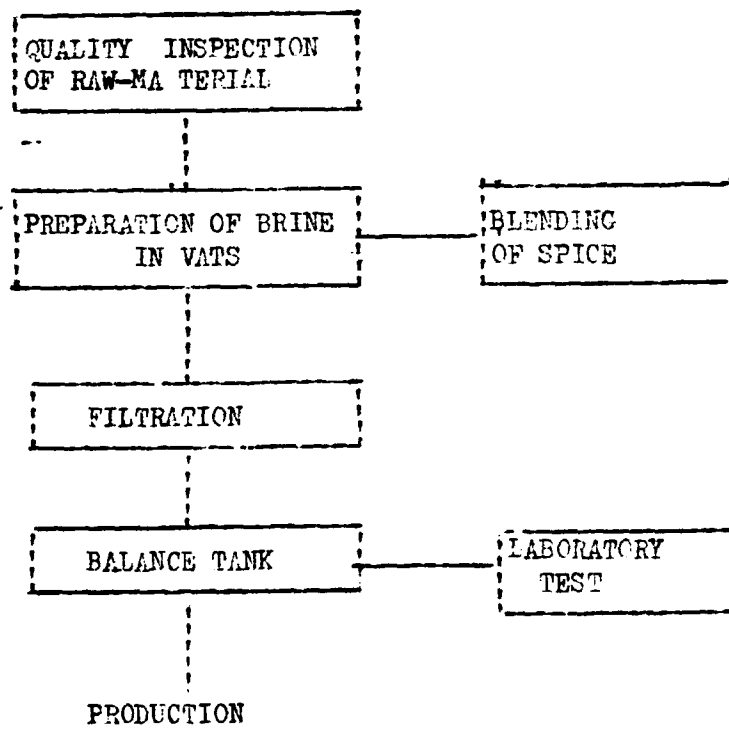 QUALITY INSPECTION
OF RAW-MA TERIAL
PREPARATION OF BRINE
IN VATS
BLENDING
OF SPICE
FILTRATION
BALANCE TANK
LABORATORY
TEST
PRODUCTION